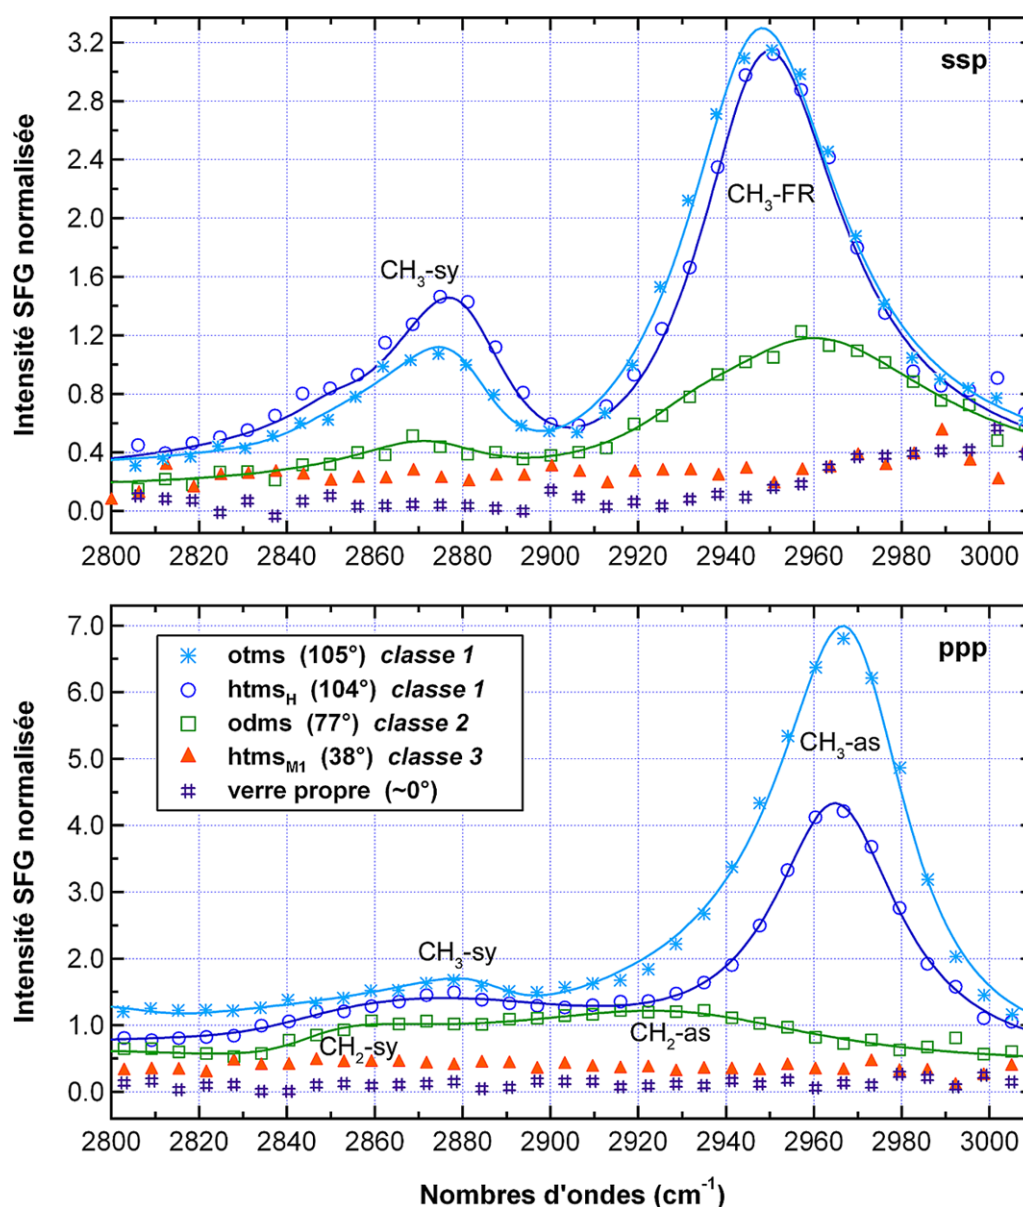 ssp
Intensité SFG normalisée
3.2
2.8
2.4
2.0
1.6
1.2
0.8
0.4
0.0
CH₃-sy
CH₃-FR
2800 2820 2840 2860 2880 2900 2920 2940 2960 2980 3000
ppp
Intensité SFG normalisée
7.0
6.0
5.0
4.0
3.0
2.0
1.0
0.0
otms (105°) classe 1
htms_H (104°) classe 1
odms (77°) classe 2
htms_M1 (38°) classe 3
verre propre (~0°)
CH₃-as
CH₃-sy
CH₂-sy
CH₂-as
2800 2820 2840 2860 2880 2900 2920 2940 2960 2980 3000
Nombres d'ondes (cm⁻¹)